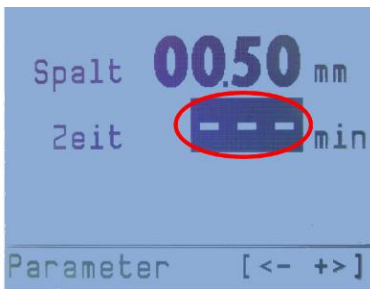 Spalt 00.50 mm
Zeit - - - min
Parameter [<- +>]